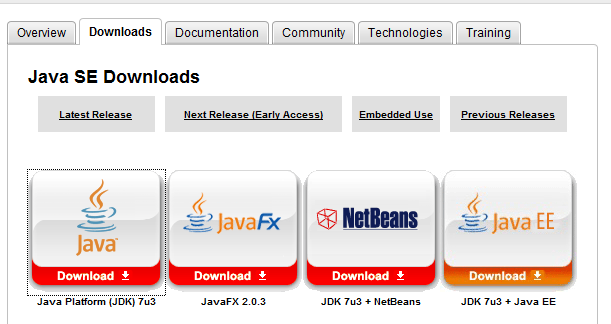 Overview Downloads Documentation Community Technologies Training
Java SE Downloads
Latest Release Next Release (Early Access) Embedded Use Previous Releases
Java JavaFX NetBeans Java EE
Download Download Download Download
Java Platform (JDK) 7u3 JavaFX 2.0.3 JDK 7u3 + NetBeans JDK 7u3 + Java EE